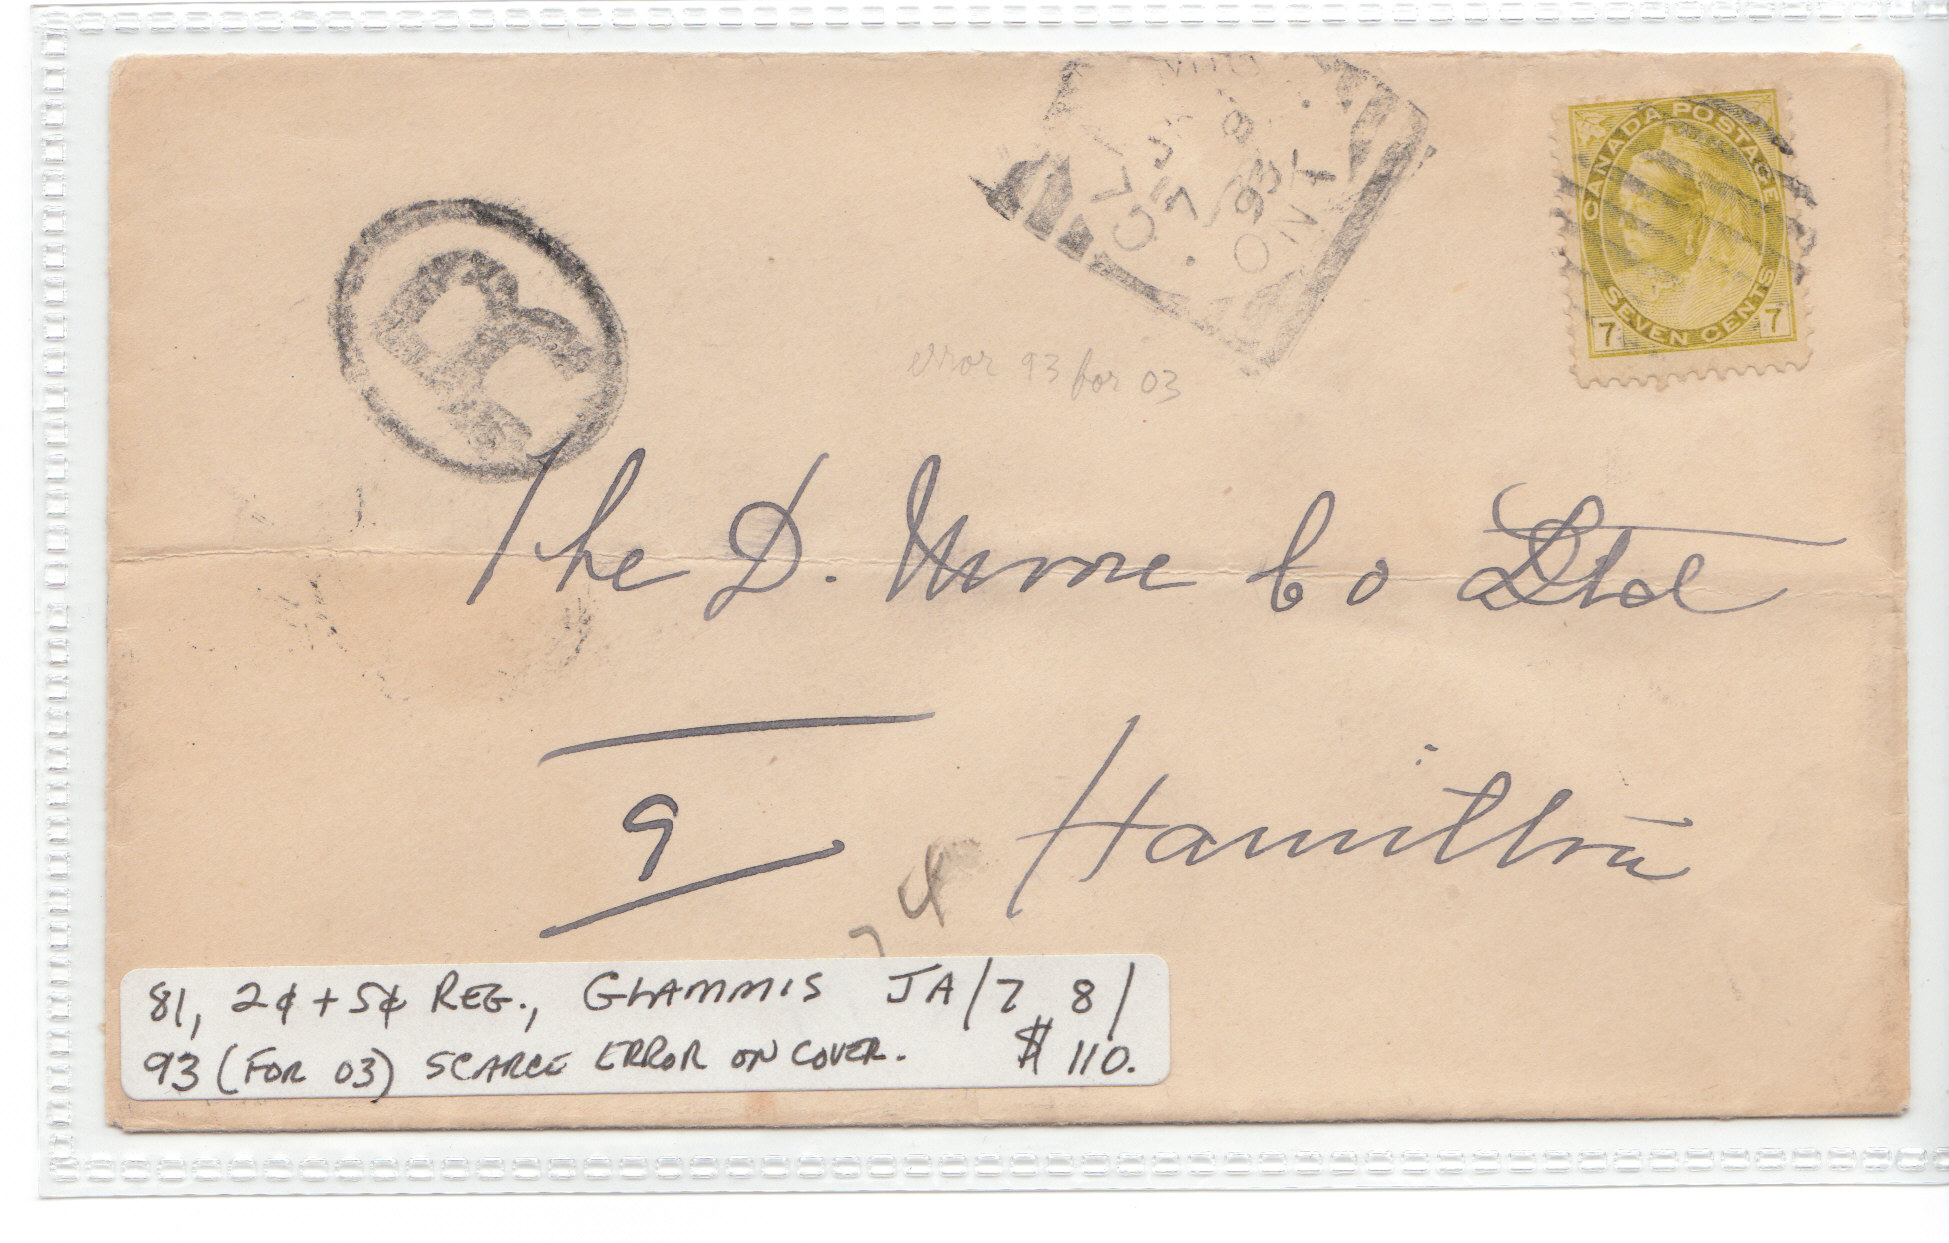 R
CANADA POSTAGE
SEVEN CENTS
7 7
8
7
93
ONT
error 93 for 03
The D. Moore Co Ltd
9
Hamilton
81, 2¢ + 5¢ REG., GLAMMIS JA/7 8/
93 (FOR 03) SCARCE ERROR ON COVER. $110.